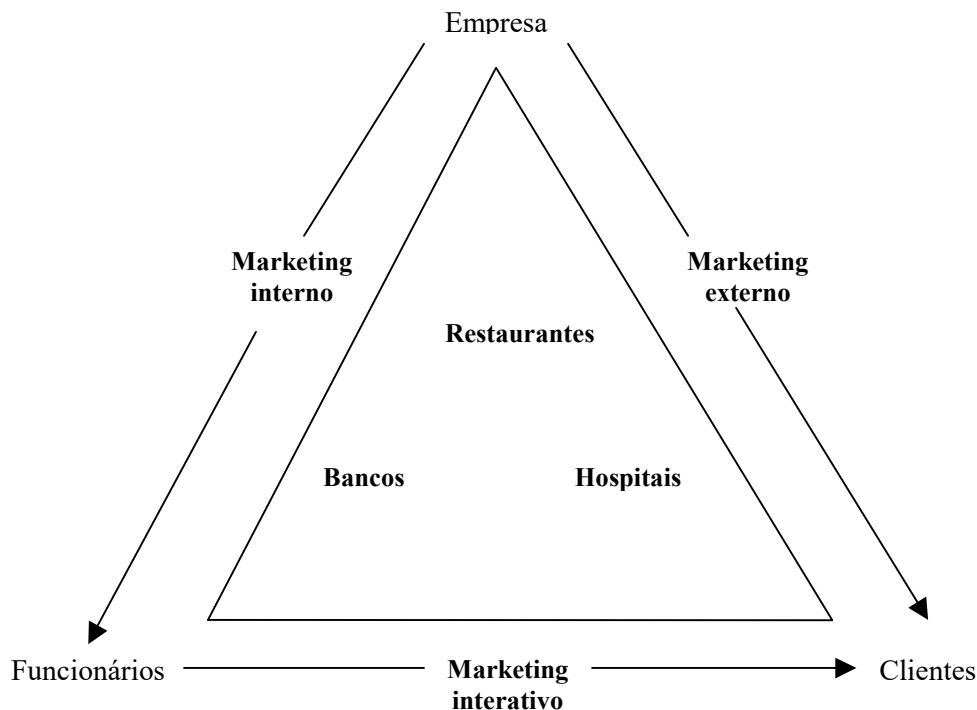 Empresa
Marketing
interno
Marketing
externo
Restaurantes
Bancos
Hospitais
Funcionários
Marketing
interativo
Clientes